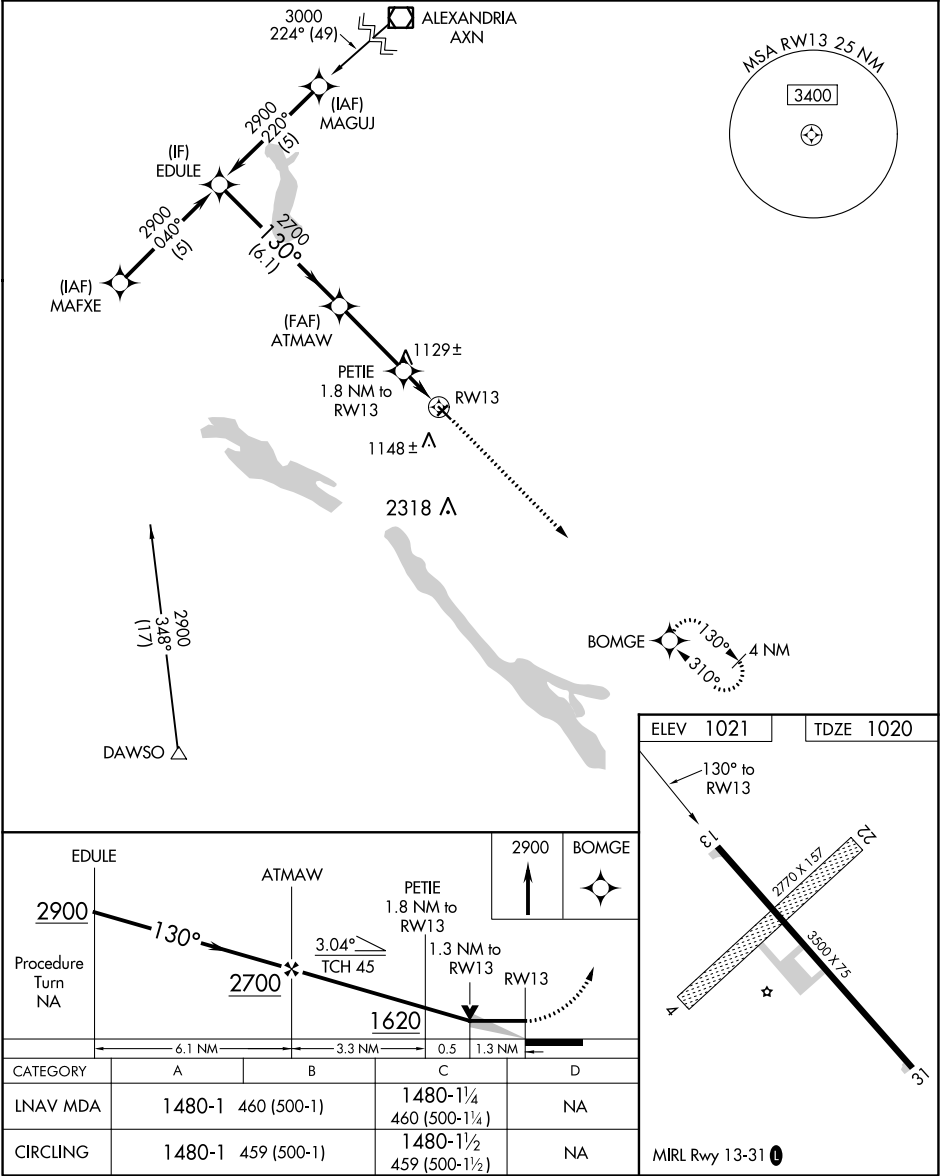 3000
224° (49)
ALEXANDRIA
AXN
MSA RW13 25 NM
3400
(IAF)
MAGUJ
2900
220°
(5)
(IF)
EDULE
2900
040°
(5)
(IAF)
MAFXE
2700
130°
(6.1)
(FAF)
ATMAW
1129±
PETIE
1.8 NM to
RW13
RW13
1148±
2318
2900
348°
(17)
DAWSO
BOMGE
130°
310°
4 NM
ELEV 1021
TDZE 1020
130° to
RW13
13
22
2770 X 157
3500 X 75
4
31
MIRL Rwy 13-31 L
EDULE
ATMAW
PETIE
1.8 NM to
RW13
1.3 NM to
RW13
RW13
2900
BOMGE
2900
130°
2700
3.04°
TCH 45
1620
Procedure
Turn
NA
6.1 NM
3.3 NM
0.5
1.3 NM
CATEGORY A B C D
LNAV MDA 1480-1 460 (500-1) 1480-1¼ NA
460 (500-1¼)
CIRCLING 1480-1 459 (500-1) 1480-1½ NA
459 (500-1½)